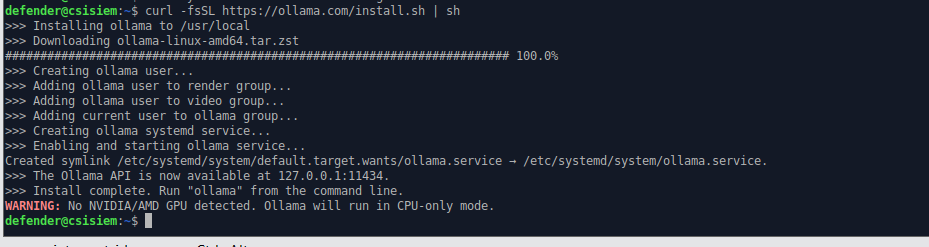 defender@csisiem:~$ curl -fsSL https://ollama.com/install.sh | sh
>>> Installing ollama to /usr/local
>>> Downloading ollama-linux-amd64.tar.zst
######################################################################## 100.0%
>>> Creating ollama user...
>>> Adding ollama user to render group...
>>> Adding ollama user to video group...
>>> Adding current user to ollama group...
>>> Creating ollama systemd service...
>>> Enabling and starting ollama service...
Created symlink /etc/systemd/system/default.target.wants/ollama.service → /etc/systemd/system/ollama.service.
>>> The Ollama API is now available at 127.0.0.1:11434.
>>> Install complete. Run "ollama" from the command line.
WARNING: No NVIDIA/AMD GPU detected. Ollama will run in CPU-only mode.
defender@csisiem:~$